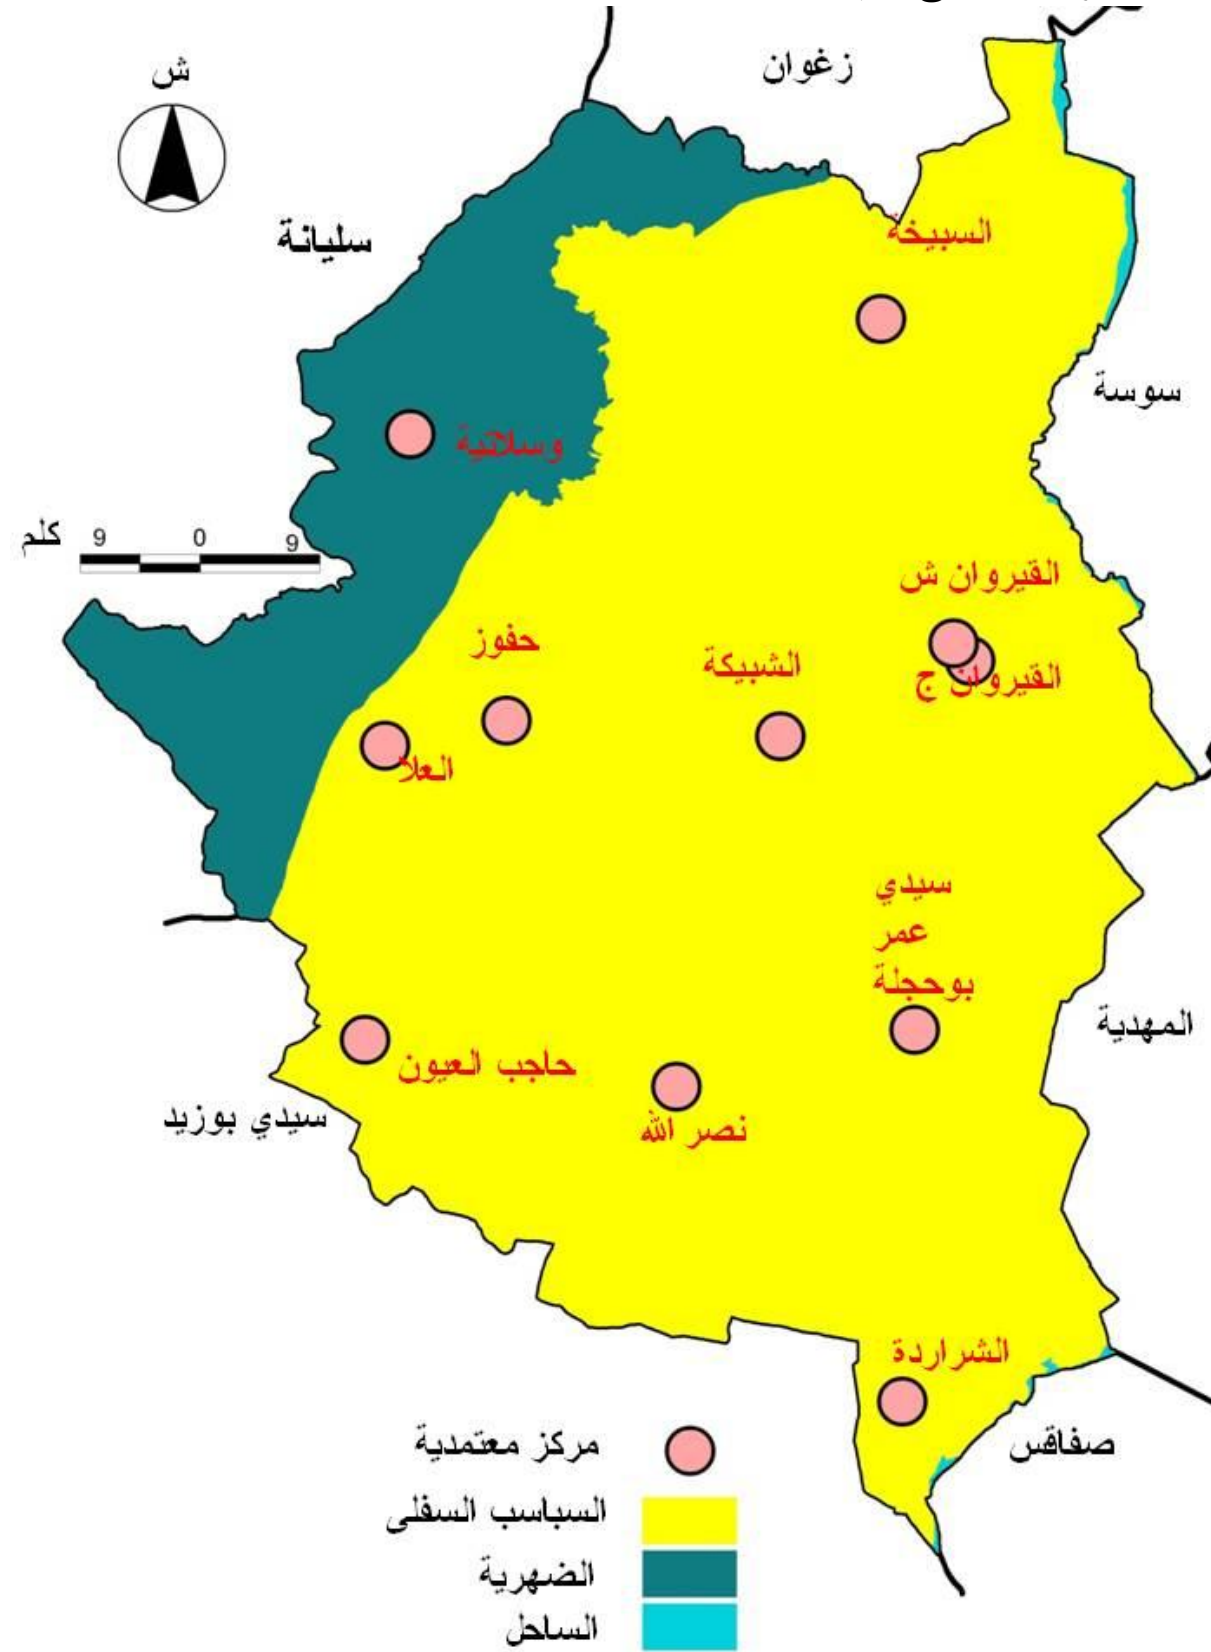 زغوان
ش
السبيخة
سليانة
سوسة
وسلاتية
كلم
9 0 9
القيروان ش
حفوز
الشبيكة
القيروان ج
العلا
سيدي
عمر
بوحجلة
المهدية
حاجب العيون
سيدي بوزيد
نصر الله
الشراردة
صفاقس
مركز معتمدية
السباسب السفلى
الضهرية
الساحل